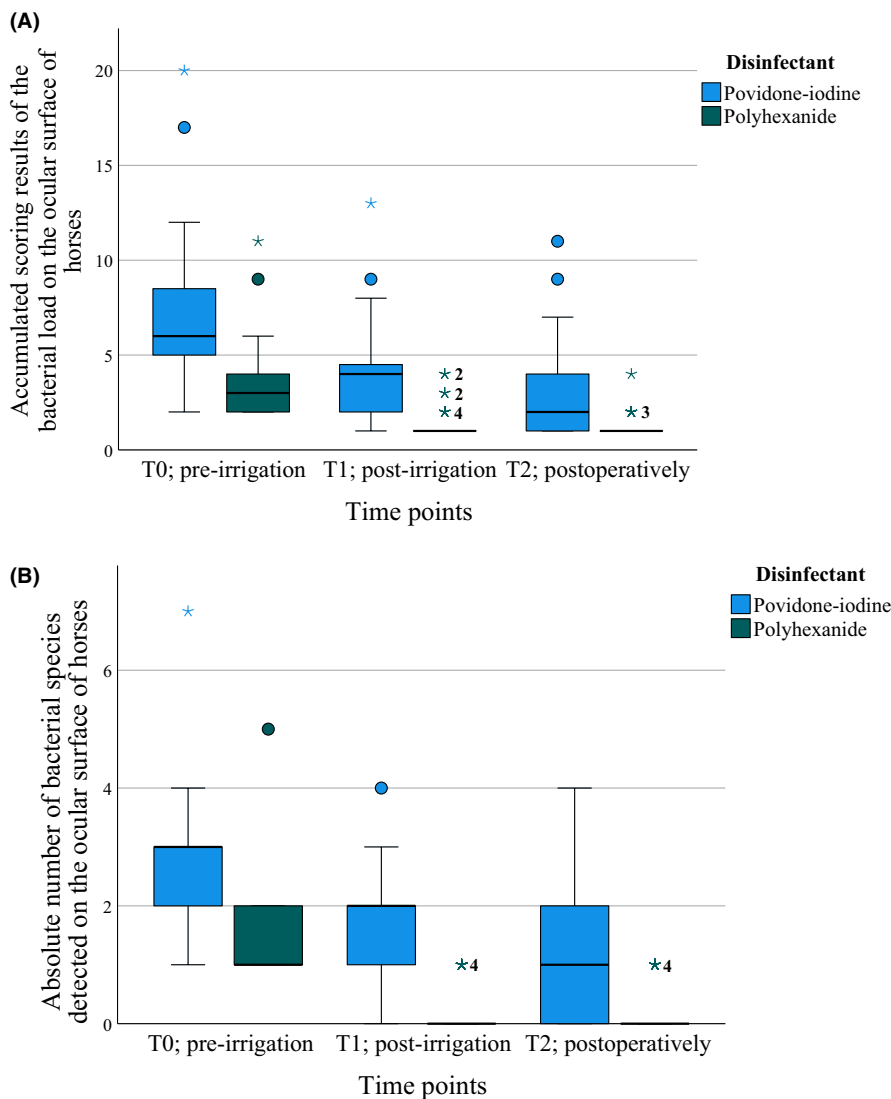 (A)
Accumulated scoring results of the
bacterial load on the ocular surface of
horses
20
15
10
5
0
2
2
4
3
T0; pre-irrigation
T1; post-irrigation
T2; postoperatively
Time points
Disinfectant
Povidone-iodine
Polyhexanide
(B)
Absolute number of bacterial species
detected on the ocular surface of horses
6
4
2
0
4
4
T0; pre-irrigation
T1; post-irrigation
T2; postoperatively
Time points
Disinfectant
Povidone-iodine
Polyhexanide